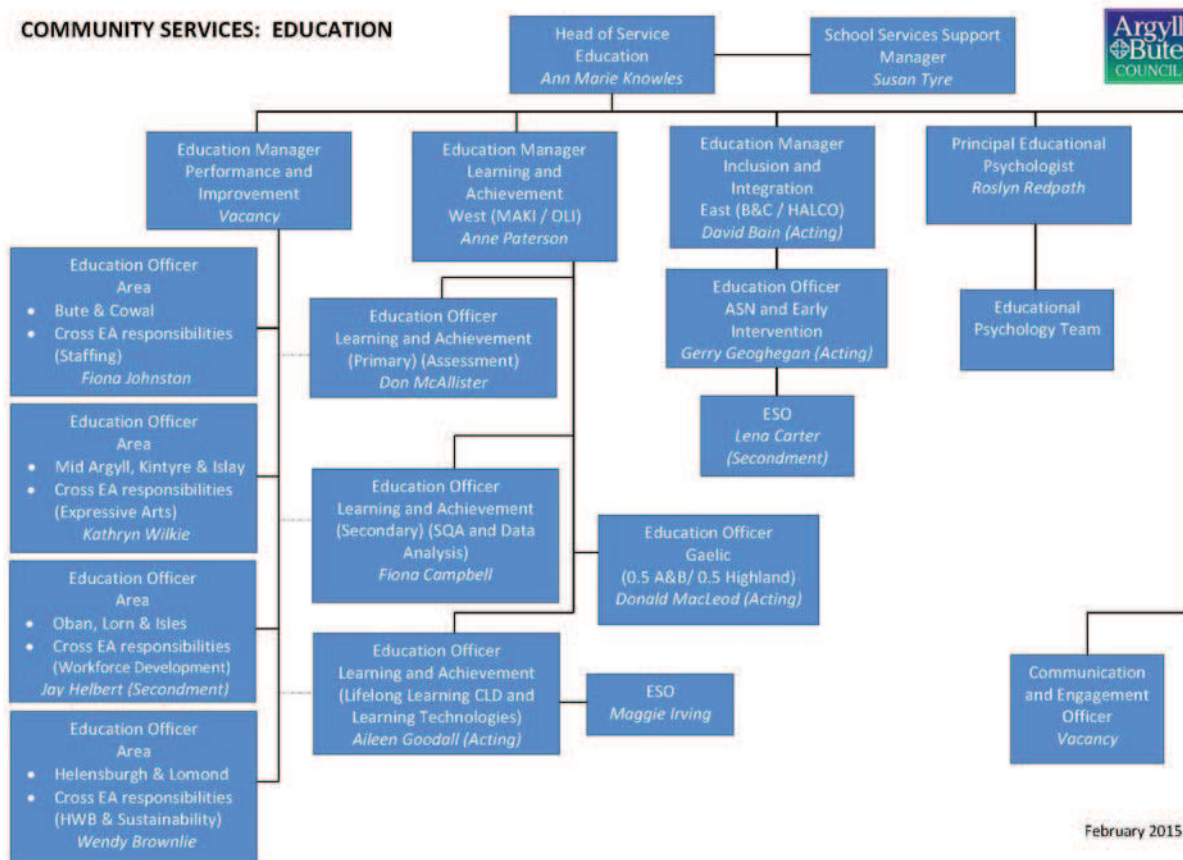 COMMUNITY SERVICES: EDUCATION
Head of Service
Education
Ann Marie Knowles
School Services Support
Manager
Susan Tyre
Argyll
&Bute
COUNCIL
Education Manager
Performance and
Improvement
Vacancy
Education Manager
Learning and
Achievement
West (MAKI / OLI)
Anne Paterson
Education Manager
Inclusion and
Integration
East (B&C / HALCO)
David Bain (Acting)
Principal Educational
Psychologist
Roslyn Redpath
Education Officer
Area
• Bute & Cowal
• Cross EA responsibilities
(Staffing)
Fiona Johnston
Education Officer
Learning and Achievement
(Primary) (Assessment)
Don McAllister
Education Officer
ASN and Early
Intervention
Gerry Geoghegan (Acting)
Educational
Psychology Team
ESO
Lena Carter
(Secondment)
Education Officer
Area
• Mid Argyll, Kintyre & Islay
• Cross EA responsibilities
(Expressive Arts)
Kathryn Wilkie
Education Officer
Learning and Achievement
(Secondary) (SQA and Data
Analysis)
Fiona Campbell
Education Officer
Gaelic
(0.5 A&B/ 0.5 Highland)
Donald MacLeod (Acting)
Education Officer
Area
• Oban, Lorn & Isles
• Cross EA responsibilities
(Workforce Development)
Jay Helbert (Secondment)
Education Officer
Learning and Achievement
(Lifelong Learning CLD and
Learning Technologies)
Aileen Goodall (Acting)
ESO
Maggie Irving
Communication
and Engagement
Officer
Vacancy
Education Officer
Area
• Helensburgh & Lomond
• Cross EA responsibilities
(HWB & Sustainability)
Wendy Brownlie
February 2015